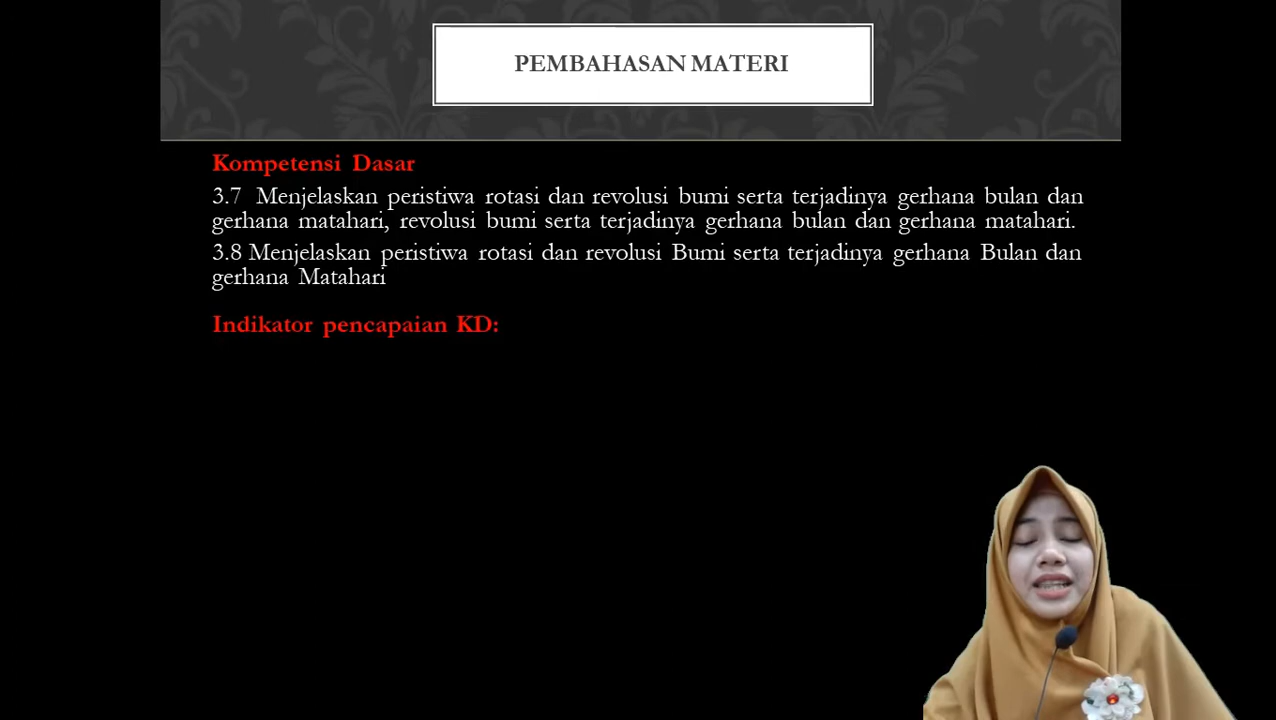 PEMBAHASAN MATERI
Kompetensi Dasar
3.7 Menjelaskan peristiwa rotasi dan revolusi bumi serta terjadinya gerhana bulan dan
gerhana matahari, revolusi bumi serta terjadinya gerhana bulan dan gerhana matahari.
3.8 Menjelaskan peristiwa rotasi dan revolusi Bumi serta terjadinya gerhana Bulan dan
gerhana Matahari
Indikator pencapaian KD: